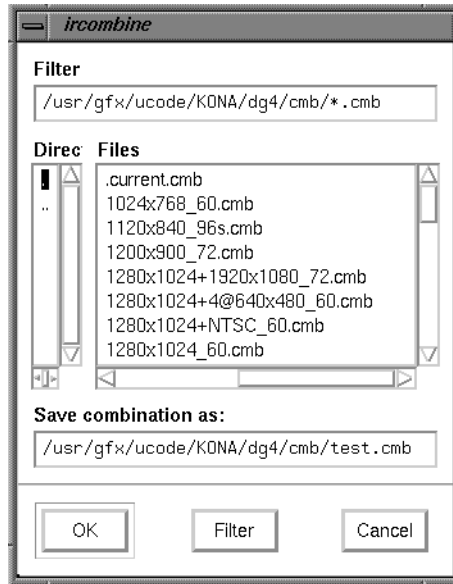 ircombine
Filter
/usr/gfx/ucode/KONA/dg4/cmb/*.cmb
Direc Files
.
..
.current.cmb
1024x768_60.cmb
1120x840_96s.cmb
1200x900_72.cmb
1280x1024+1920x1080_72.cmb
1280x1024+4@640x480_60.cmb
1280x1024+NTSC_60.cmb
1280x1024_60.cmb
Save combination as:
/usr/gfx/ucode/KONA/dg4/cmb/test.cmb
OK Filter Cancel